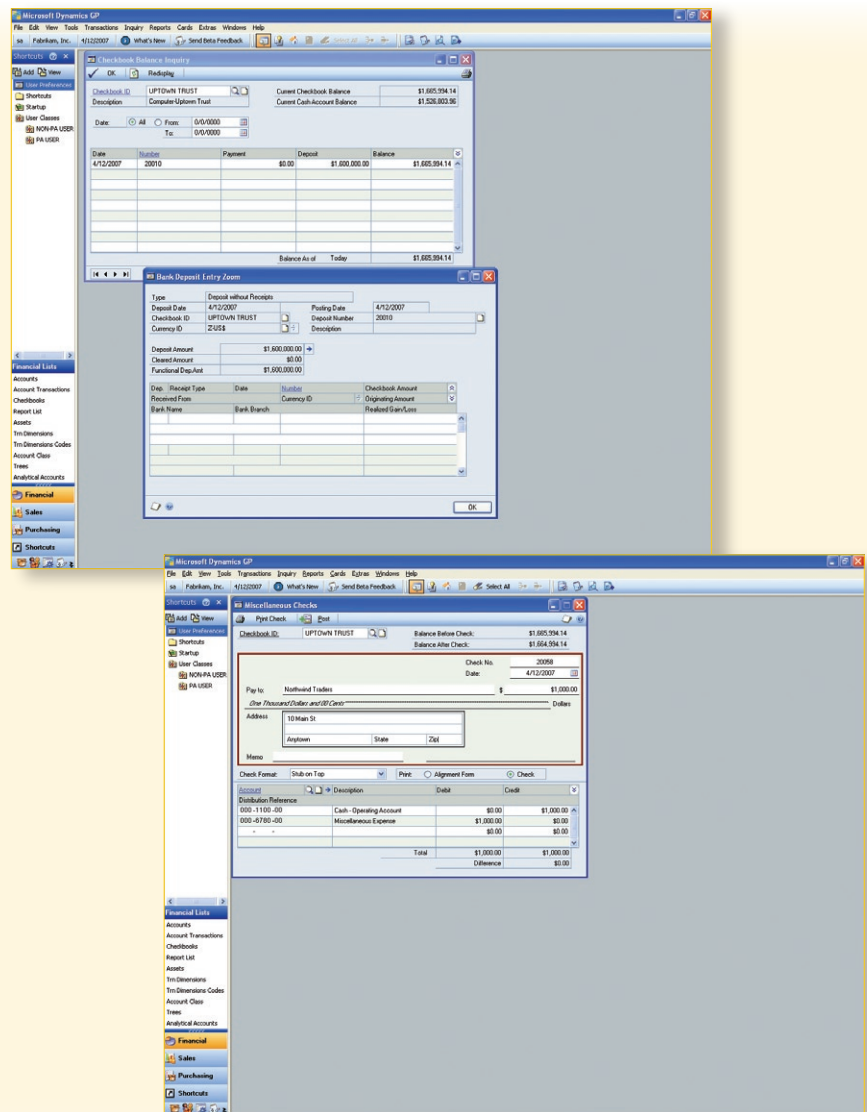 Microsoft Dynamics GP
File Edit View Tools Transactions Inquiry Reports Cards Extras Windows Help
sa Fabrikam, Inc. 4/12/2007 What's New Send Beta Feedback Select All
Shortcuts
Add View
User Preferences
Shortcuts
Startup
User Classes
NON-PA USER
PA USER
Checkbook Balance Inquiry
OK Redisplay
Checkbook ID UPTOWN TRUST Current Checkbook Balance $1,665,994.14
Description Computer-Uptown Trust Current Cash Account Balance $1,526,803.96
Date: All From: 0/0/0000
To: 0/0/0000
Date Number Payment Deposit Balance
4/12/2007 20010 $0.00 $1,600,000.00 $1,665,994.14
Balance As of Today $1,665,994.14
Bank Deposit Entry Zoom
Type Deposit without Receipts
Deposit Date 4/12/2007 Posting Date 4/12/2007
Checkbook ID UPTOWN TRUST Deposit Number 20010
Currency ID Z-US$ Description
Deposit Amount $1,600,000.00
Cleared Amount $0.00
Functional Dep.Amt $1,600,000.00
Dep. Receipt Type Date Number Checkbook Amount
Received From Currency ID Originating Amount
Bank Name Bank Branch Realized Gain/Loss
OK
Financial Lists
Accounts
Account Transactions
Checkbooks
Report List
Assets
Trn Dimensions
Trn Dimensions Codes
Account Class
Trees
Analytical Accounts
Financial
Sales
Purchasing
Shortcuts
Microsoft Dynamics GP
File Edit View Tools Transactions Inquiry Reports Cards Extras Windows Help
sa Fabrikam, Inc. 4/12/2007 What's New Send Beta Feedback Select All
Shortcuts
Add View
User Preferences
Shortcuts
Startup
User Classes
NON-PA USER
PA USER
Miscellaneous Checks
Print Check Post
Checkbook ID: UPTOWN TRUST Balance Before Check: $1,665,994.14
Balance After Check: $1,664,994.14
Check No. 20058
Date: 4/12/2007
Pay to: Northwind Traders $ $1,000.00
One Thousand Dollars and 00 Cents Dollars
Address 10 Main St
Anytown State Zip
Memo
Check Format: Stub on Top Print: Alignment Form Check
Account Description Debit Credit
Distribution Reference
000 -1100 -00 Cash - Operating Account $0.00 $1,000.00
000 -6780 -00 Miscellaneous Expense $1,000.00 $0.00
- - $0.00 $0.00
Total $1,000.00 $1,000.00
Difference $0.00
Financial Lists
Accounts
Account Transactions
Checkbooks
Report List
Assets
Trn Dimensions
Trn Dimensions Codes
Account Class
Trees
Analytical Accounts
Financial
Sales
Purchasing
Shortcuts